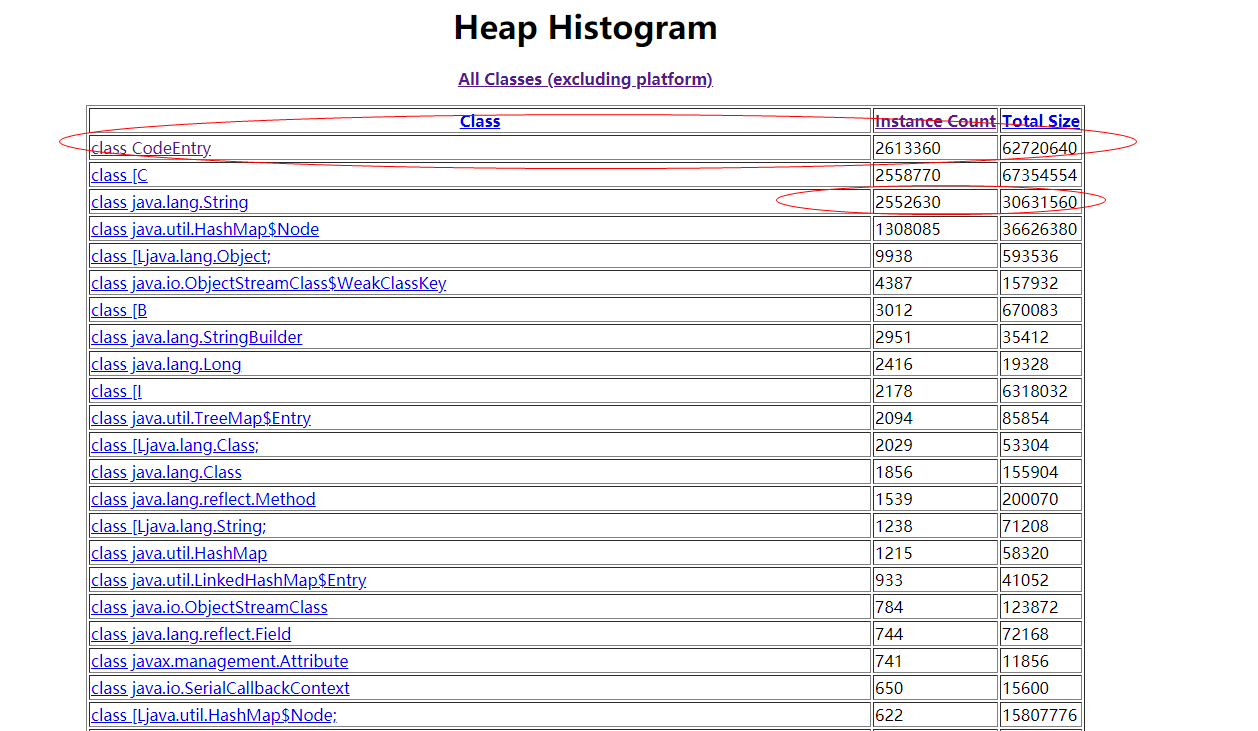 Heap Histogram
All Classes (excluding platform)
Class Instance Count Total Size
class CodeEntry 2613360 62720640
class [C 2558770 67354554
class java.lang.String 2552630 30631560
class java.util.HashMap$Node 1308085 36626380
class [Ljava.lang.Object; 9938 593536
class java.io.ObjectStreamClass$WeakClassKey 4387 157932
class [B 3012 670083
class java.lang.StringBuilder 2951 35412
class java.lang.Long 2416 19328
class [I 2178 6318032
class java.util.TreeMap$Entry 2094 85854
class [Ljava.lang.Class; 2029 53304
class java.lang.Class 1856 155904
class java.lang.reflect.Method 1539 200070
class [Ljava.lang.String; 1238 71208
class java.util.HashMap 1215 58320
class java.util.LinkedHashMap$Entry 933 41052
class java.io.ObjectStreamClass 784 123872
class java.lang.reflect.Field 744 72168
class javax.management.Attribute 741 11856
class java.io.SerialCallbackContext 650 15600
class [Ljava.util.HashMap$Node; 622 15807776